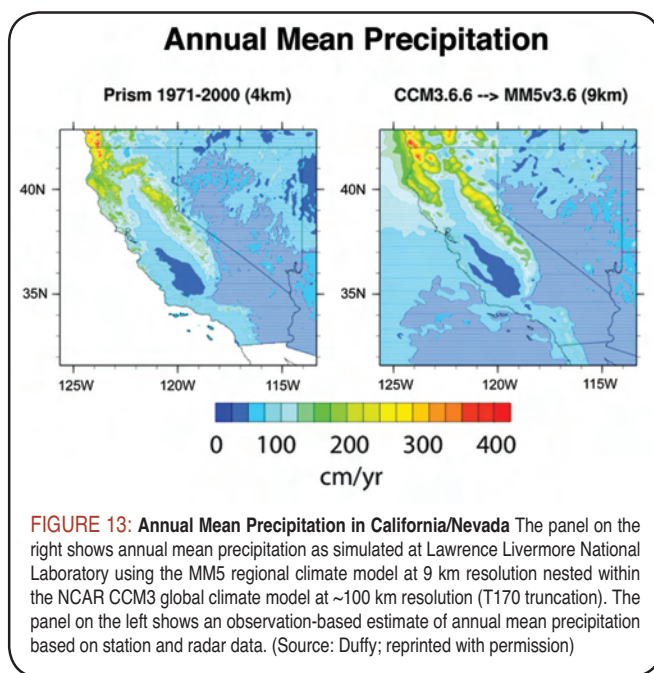 Annual Mean Precipitation
Prism 1971-2000 (4km)
CCM3.6.6 --> MM5v3.6 (9km)
40N
35N
125W 120W 115W
40N
35N
125W 120W 115W
0 100 200 300 400
cm/yr
FIGURE 13: Annual Mean Precipitation in California/Nevada The panel on the
right shows annual mean precipitation as simulated at Lawrence Livermore National
Laboratory using the MM5 regional climate model at 9 km resolution nested within
the NCAR CCM3 global climate model at ~100 km resolution (T170 truncation). The
panel on the left shows an observation-based estimate of annual mean precipitation
based on station and radar data. (Source: Duffy; reprinted with permission)